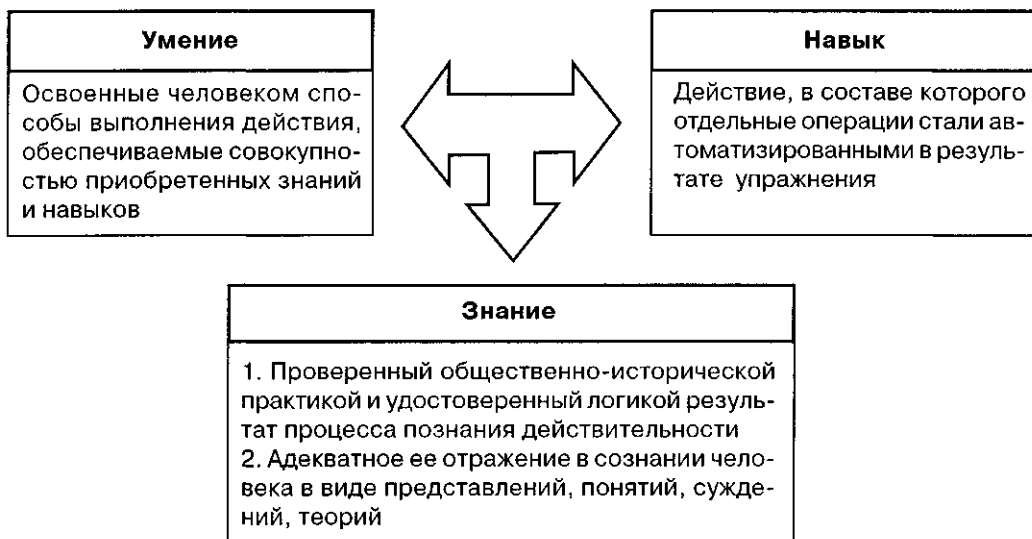 Умение
Освоенные человеком спо-
собы выполнения действия,
обеспечиваемые совокупно-
стью приобретенных знаний
и навыков
Навык
Действие, в составе которого
отдельные операции стали ав-
томатизированными в резуль-
тате упражнения
Знание
1. Проверенный общественно-исторической
практикой и удостоверенный логикой резуль-
тат процесса познания действительности
2. Адекватное ее отражение в сознании чело-
века в виде представлений, понятий, сужде-
ний, теорий